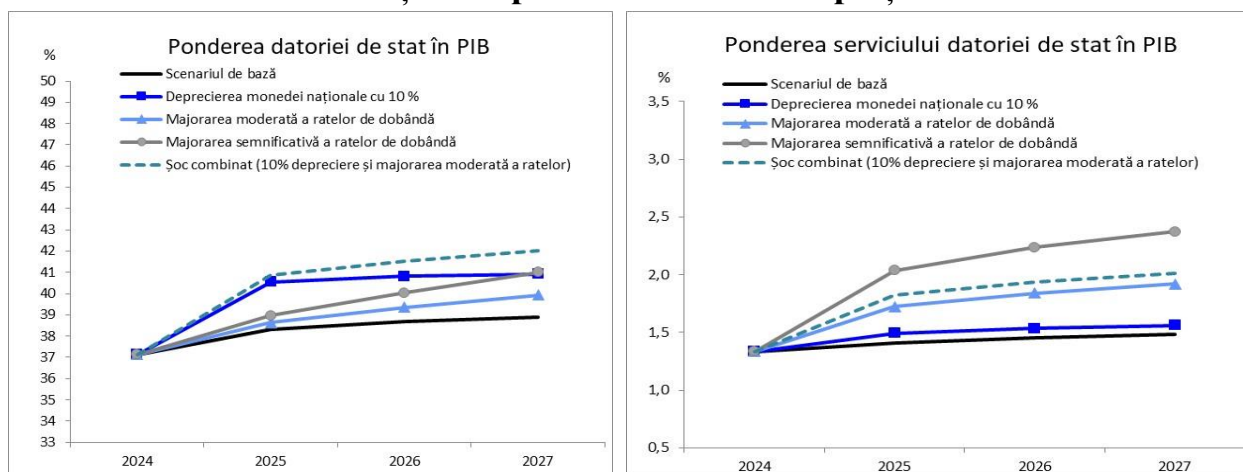 Ponderea datoriei de stat în PIB
%
Scenariul de bază
Deprecierea monedei naționale cu 10 %
Majorarea moderată a ratelor de dobândă
Majorarea semnificativă a ratelor de dobândă
Șoc combinat (10% depreciere și majorarea moderată a ratelor)
50
49
48
47
46
45
44
43
42
41
40
39
38
37
36
35
34
33
2024 2025 2026 2027
Ponderea serviciului datoriei de stat în PIB
%
Scenariul de bază
Deprecierea monedei naționale cu 10 %
Majorarea moderată a ratelor de dobândă
Majorarea semnificativă a ratelor de dobândă
Șoc combinat (10% depreciere și majorarea moderată a ratelor)
3,5
3,0
2,5
2,0
1,5
1,0
0,5
2024 2025 2026 2027